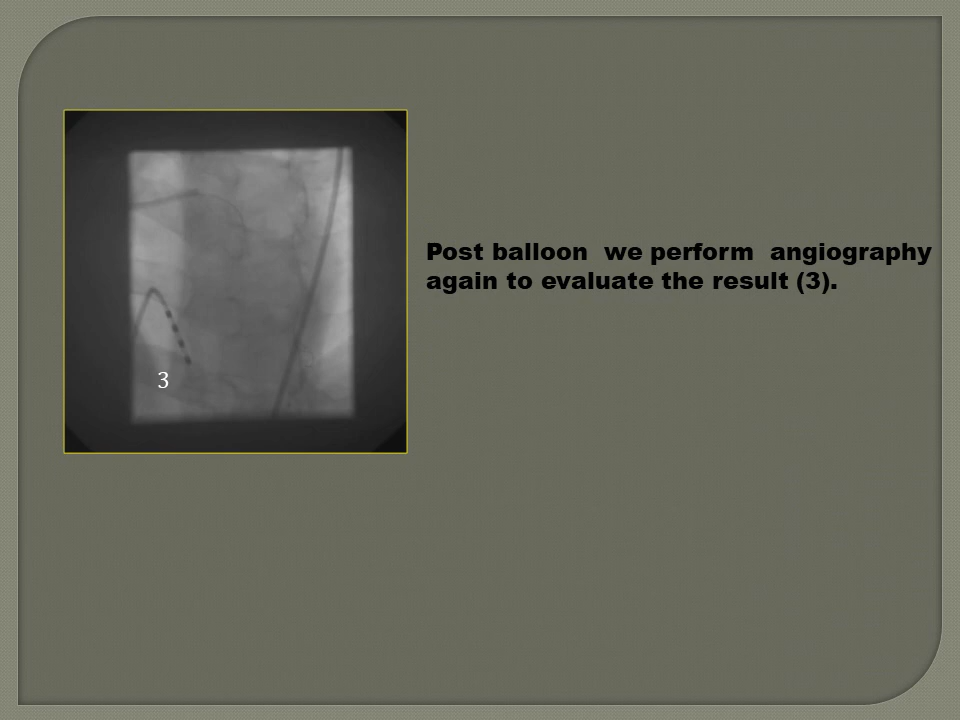 Post balloon  we perform  angiography
again to evaluate the result (3).
3